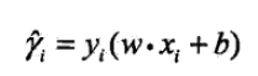 γ̂ᵢ = yᵢ(w·xᵢ + b)